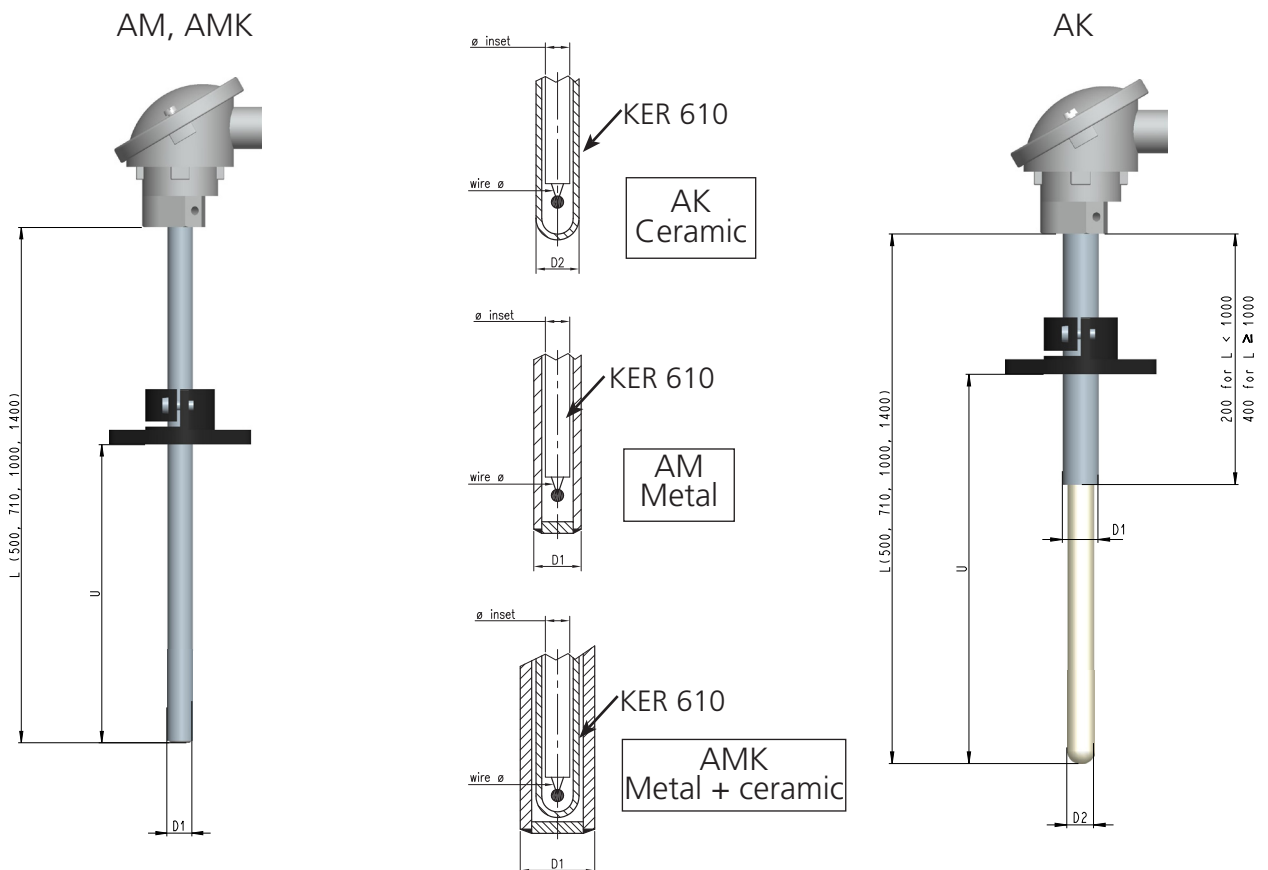 AM, AMK
L (500, 710, 1000, 1400)
U
D1
ø inset
KER 610
wire ø
AK
Ceramic
D2
ø inset
KER 610
wire ø
AM
Metal
D1
ø inset
KER 610
wire ø
AMK
Metal + ceramic
D1
AK
L(500, 710, 1000, 1400)
U
200 for L < 1000
400 for L ≥ 1000
D1
D2